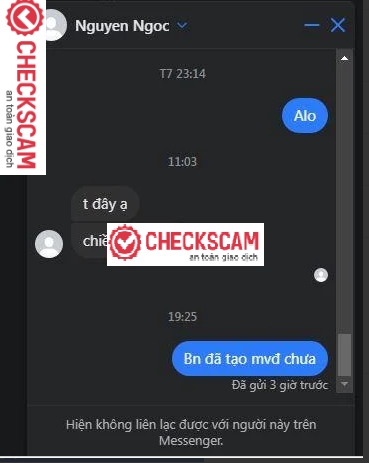 Nguyen Ngoc
CHECKSCAM
an toàn giao dịch
T7 23:14
Alo
11:03
t đây ạ
CHECKSCAM
an toàn giao dịch
19:25
Bn đã tạo mvđ chưa
Đã gửi 3 giờ trước
Hiện không liên lạc được với người này trên
Messenger.